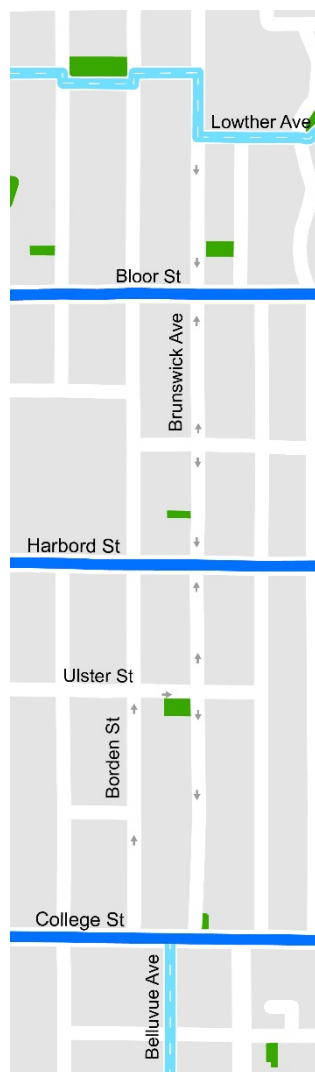 Lowther Ave
Bloor St
Brunswick Ave
Harbord St
Ulster St
Borden St
College St
Belluvue Ave